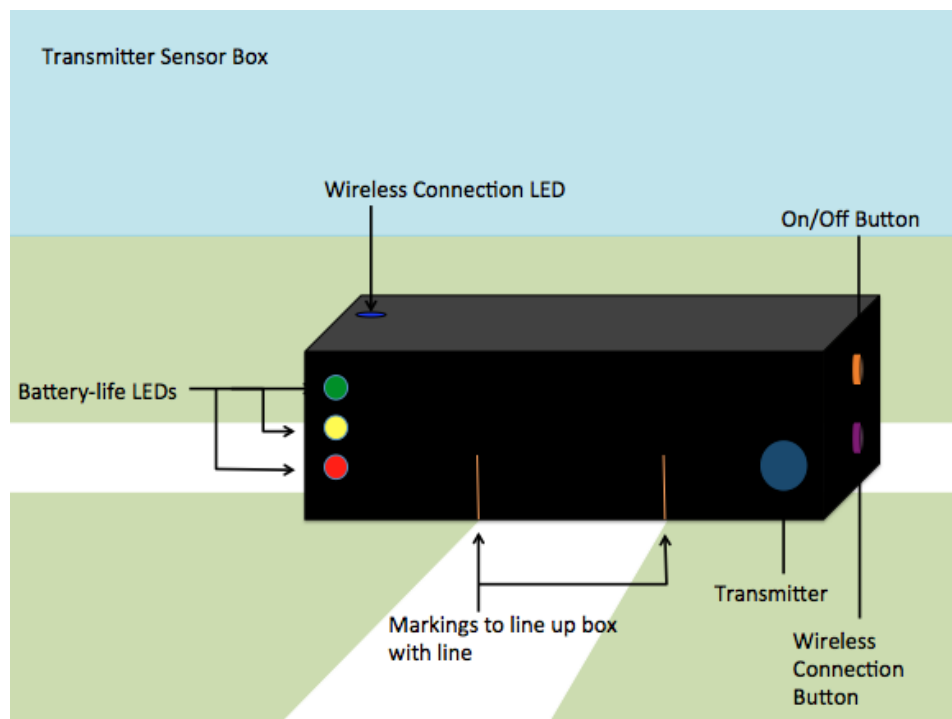 Transmitter Sensor Box
Wireless Connection LED
On/Off Button
Battery-life LEDs
Transmitter
Markings to line up box
with line
Wireless
Connection
Button